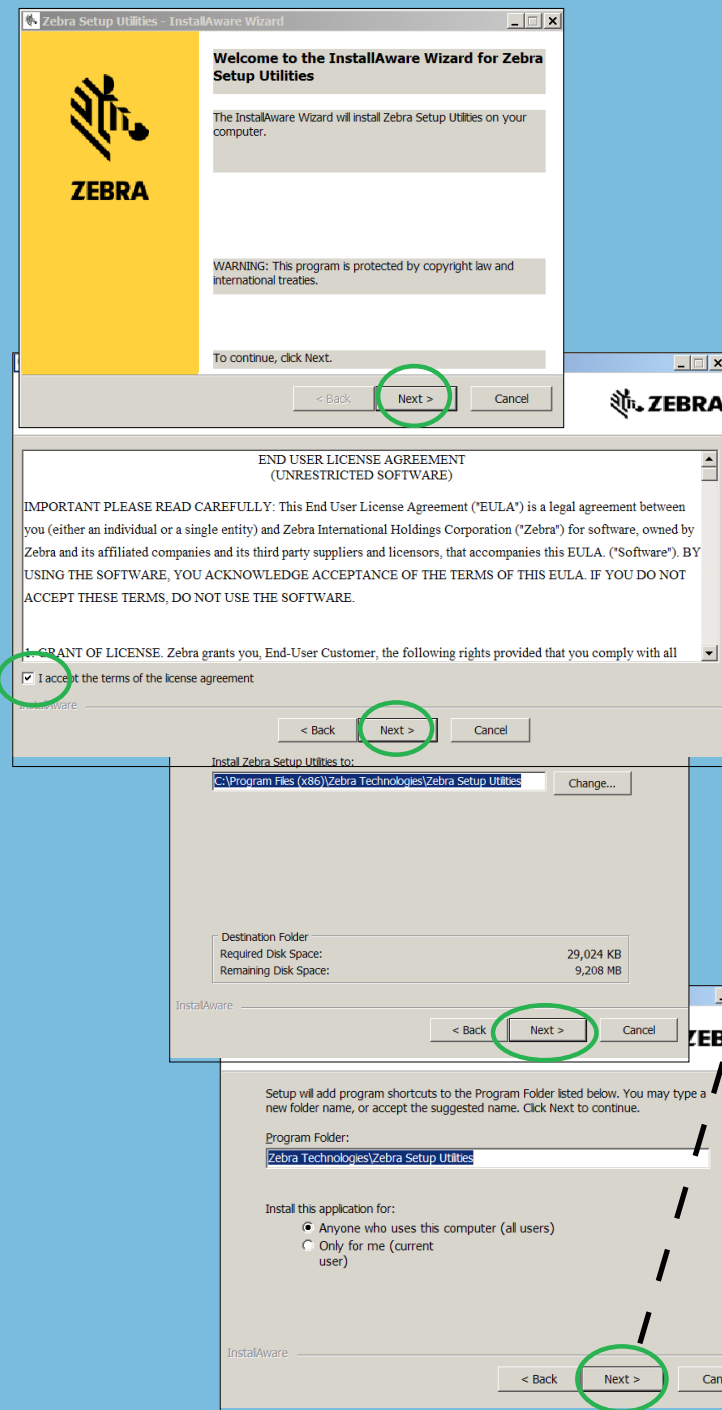 Zebra Setup Utilities - InstallAware Wizard
Welcome to the InstallAware Wizard for Zebra
Setup Utilities
The InstallAware Wizard will install Zebra Setup Utilities on your
computer.
ZEBRA
WARNING: This program is protected by copyright law and
international treaties.
To continue, click Next.
< Back Next > Cancel
ZEBRA
END USER LICENSE AGREEMENT
(UNRESTRICTED SOFTWARE)
IMPORTANT PLEASE READ CAREFULLY: This End User License Agreement ("EULA") is a legal agreement between
you (either an individual or a single entity) and Zebra International Holdings Corporation ("Zebra") for software, owned by
Zebra and its affiliated companies and its third party suppliers and licensors, that accompanies this EULA. ("Software"). BY
USING THE SOFTWARE, YOU ACKNOWLEDGE ACCEPTANCE OF THE TERMS OF THIS EULA. IF YOU DO NOT
ACCEPT THESE TERMS, DO NOT USE THE SOFTWARE.
1. GRANT OF LICENSE. Zebra grants you, End-User Customer, the following rights provided that you comply with all
I accept the terms of the license agreement
InstallAware
< Back Next > Cancel
Install Zebra Setup Utilities to:
C:\Program Files (x86)\Zebra Technologies\Zebra Setup Utilities Change...
Destination Folder
Required Disk Space: 29,024 KB
Remaining Disk Space: 9,208 MB
InstallAware
< Back Next > Cancel
ZEB
Setup will add program shortcuts to the Program Folder listed below. You may type a
new folder name, or accept the suggested name. Click Next to continue.
Program Folder:
Zebra Technologies\Zebra Setup Utilities
Install this application for:
Anyone who uses this computer (all users)
Only for me (current
user)
InstallAware
< Back Next > Can